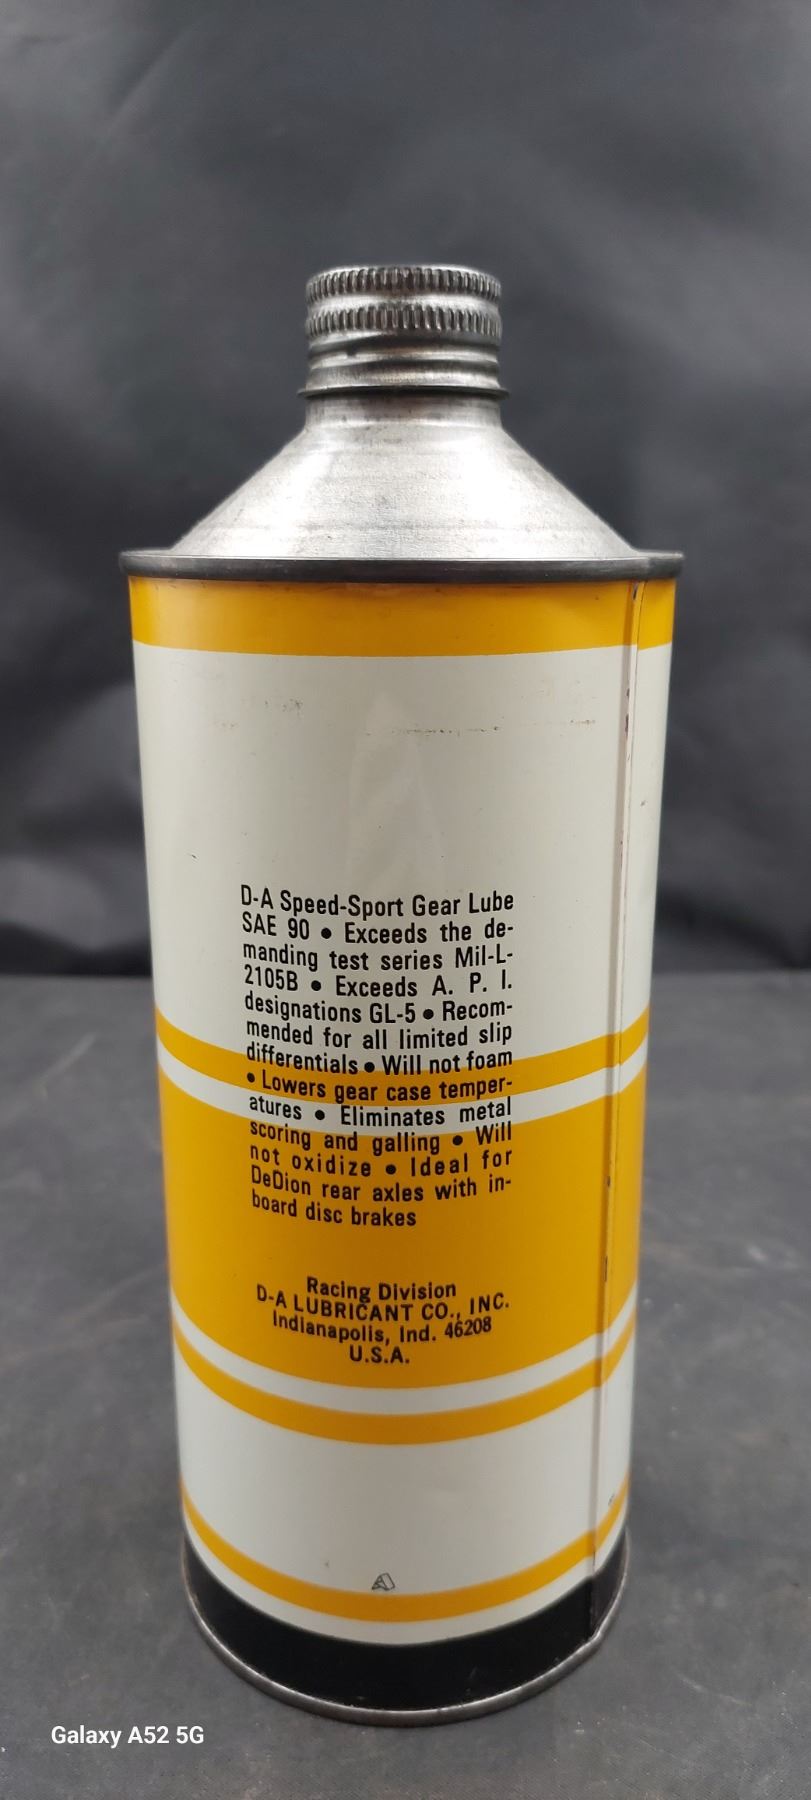 D-A Speed-Sport Gear Lube
SAE 90 • Exceeds the de-
manding test series Mil-L-
2105B • Exceeds A. P. I.
designations GL-5 • Recom-
mended for all limited slip
differentials • Will not foam
• Lowers gear case temper-
atures • Eliminates metal
scoring and galling • Will
not oxidize • Ideal for
DeDion rear axles with in-
board disc brakes
Racing Division
D-A LUBRICANT CO., INC.
Indianapolis, Ind. 46208
U.S.A.
Galaxy A52 5G